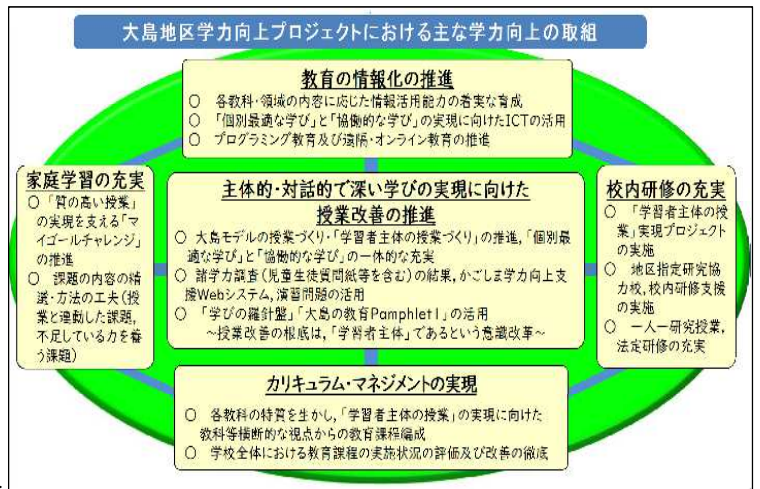 大島地区学力向上プロジェクトにおける主な学力向上の取組
教育の情報化の推進
○ 各教科・領域の内容に応じた情報活用能力の着実な育成
○ 「個別最適な学び」と「協働的な学び」の実現に向けたICTの活用
○ プログラミング教育及び遠隔・オンライン教育の推進
家庭学習の充実
○ 「質の高い授業」
の実現を支える「マ
イゴールチャレンジ」
の推進
○ 課題の内容の精
選・方法の工夫(授
業と連動した課題,
不足している力を養
う課題)
主体的・対話的で深い学びの実現に向けた
授業改善の推進
○ 大島モデルの授業づくり・「学習者主体の授業づくり」の推進,「個別最
適な学び」と「協働的な学び」の一体的な充実
○ 諸学力調査(児童生徒質問紙等を含む)の結果,かごしま学力向上支
援Webシステム,演習問題の活用
○ 「学びの羅針盤」「大島の教育PamphletⅠ」の活用
~授業改善の根底は,「学習者主体」であるという意識改革~
校内研修の充実
○ 「学習者主体の授
業」実現プロジェクト
の実施
○ 地区指定研究協
力校,校内研修支援
の実施
○ 一人一研究授業,
法定研修の充実
カリキュラム・マネジメントの実現
○ 各教科の特質を生かし,「学習者主体の授業」の実現に向けた
教科等横断的な視点からの教育課程編成
○ 学校全体における教育課程の実施状況の評価及び改善の徹底